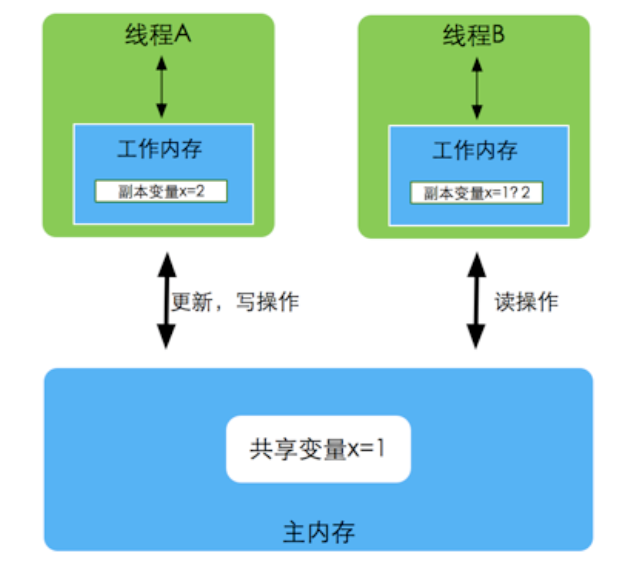 线程A
线程B
工作内存
工作内存
副本变量x=2
副本变量x=1?2
更新，写操作
读操作
共享变量x=1
主内存